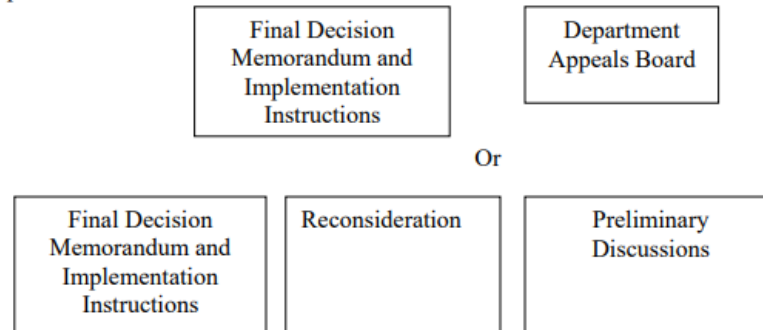 Final Decision
Memorandum and
Implementation
Instructions
Department
Appeals Board
Or
Final Decision
Memorandum and
Implementation
Instructions
Reconsideration
Preliminary
Discussions